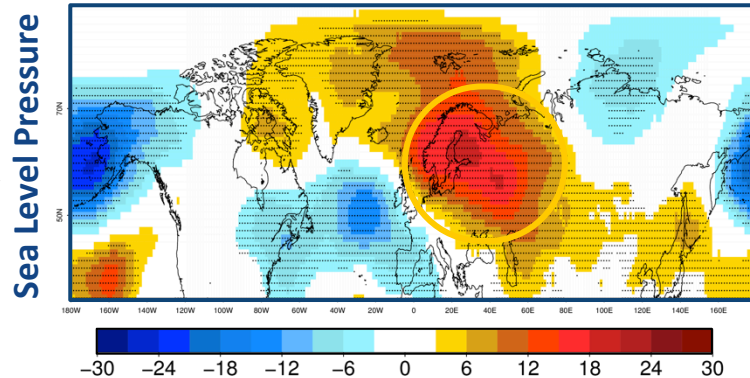 Sea Level Pressure
70N
50N
180W 160W 140W 120W 100W 80W 60W 40W 20W 0 20E 40E 60E 80E 100E 120E 140E 160E
−30 −24 −18 −12 −6 0 6 12 18 24 30